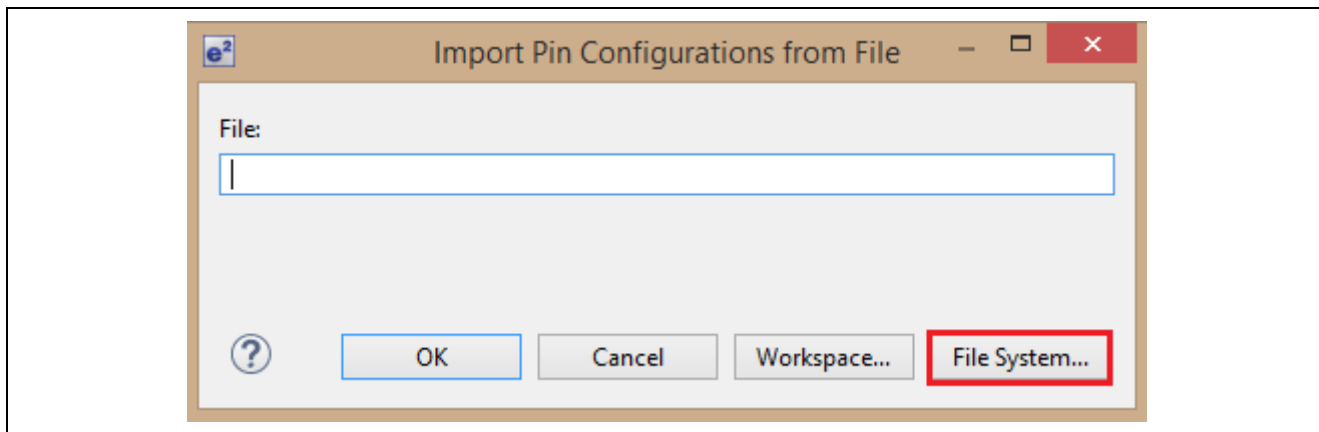 e²
Import Pin Configurations from File
File:
? OK Cancel Workspace... File System...